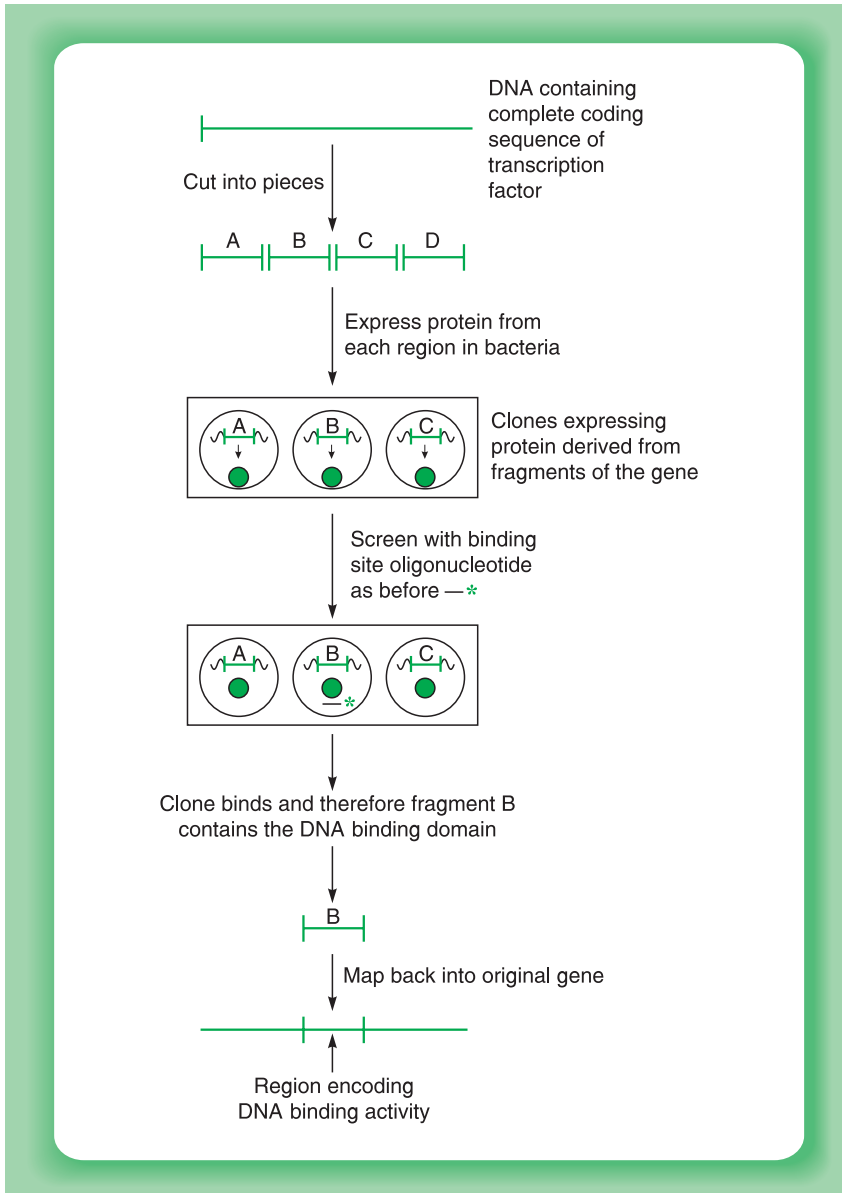 DNA containing
complete coding
sequence of
transcription
factor
Cut into pieces
A B C D
Express protein from
each region in bacteria
A B C
Clones expressing
protein derived from
fragments of the gene
Screen with binding
site oligonucleotide
as before —*
A B C
—*
Clone binds and therefore fragment B
contains the DNA binding domain
B
Map back into original gene
Region encoding
DNA binding activity